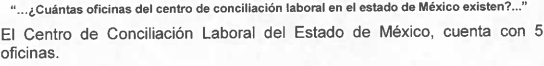 “...¿Cuántas oficinas del centro de conciliación laboral en el estado de México existen?...”
El Centro de Conciliación Laboral del Estado de México, cuenta con 5
oficinas.